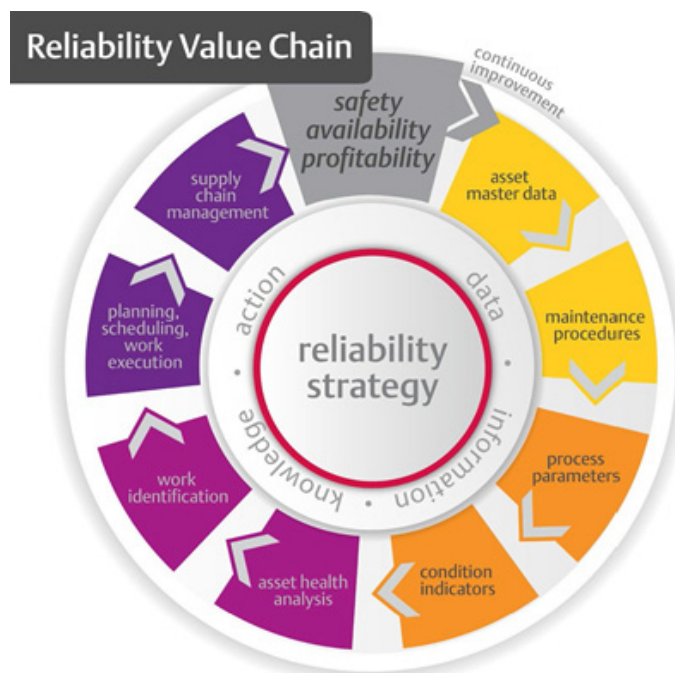 Reliability Value Chain
continuous
improvement
safety
availability
profitability
asset
master data
maintenance
procedures
process
parameters
condition
indicators
asset health
analysis
work
identification
planning,
scheduling,
work
execution
supply
chain
management
data • information • knowledge • action
reliability
strategy